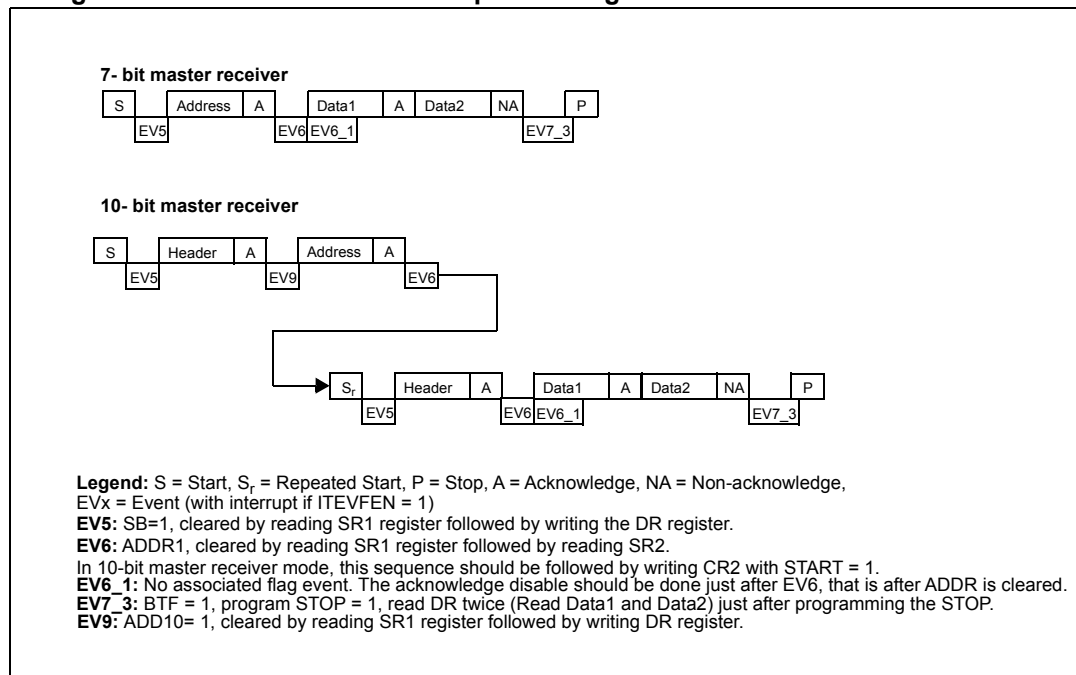 7- bit master receiver
S Address A Data1 A Data2 NA P
EV5 EV6 EV6_1 EV7_3
10- bit master receiver
S Header A Address A
EV5 EV9 EV6
Sr Header A Data1 A Data2 NA P
EV5 EV6 EV6_1 EV7_3
Legend: S = Start, Sr = Repeated Start, P = Stop, A = Acknowledge, NA = Non-acknowledge,
EVx = Event (with interrupt if ITEVFEN = 1)
EV5: SB=1, cleared by reading SR1 register followed by writing the DR register.
EV6: ADDR1, cleared by reading SR1 register followed by reading SR2.
In 10-bit master receiver mode, this sequence should be followed by writing CR2 with START = 1.
EV6_1: No associated flag event. The acknowledge disable should be done just after EV6, that is after ADDR is cleared.
EV7_3: BTF = 1, program STOP = 1, read DR twice (Read Data1 and Data2) just after programming the STOP.
EV9: ADD10= 1, cleared by reading SR1 register followed by writing DR register.